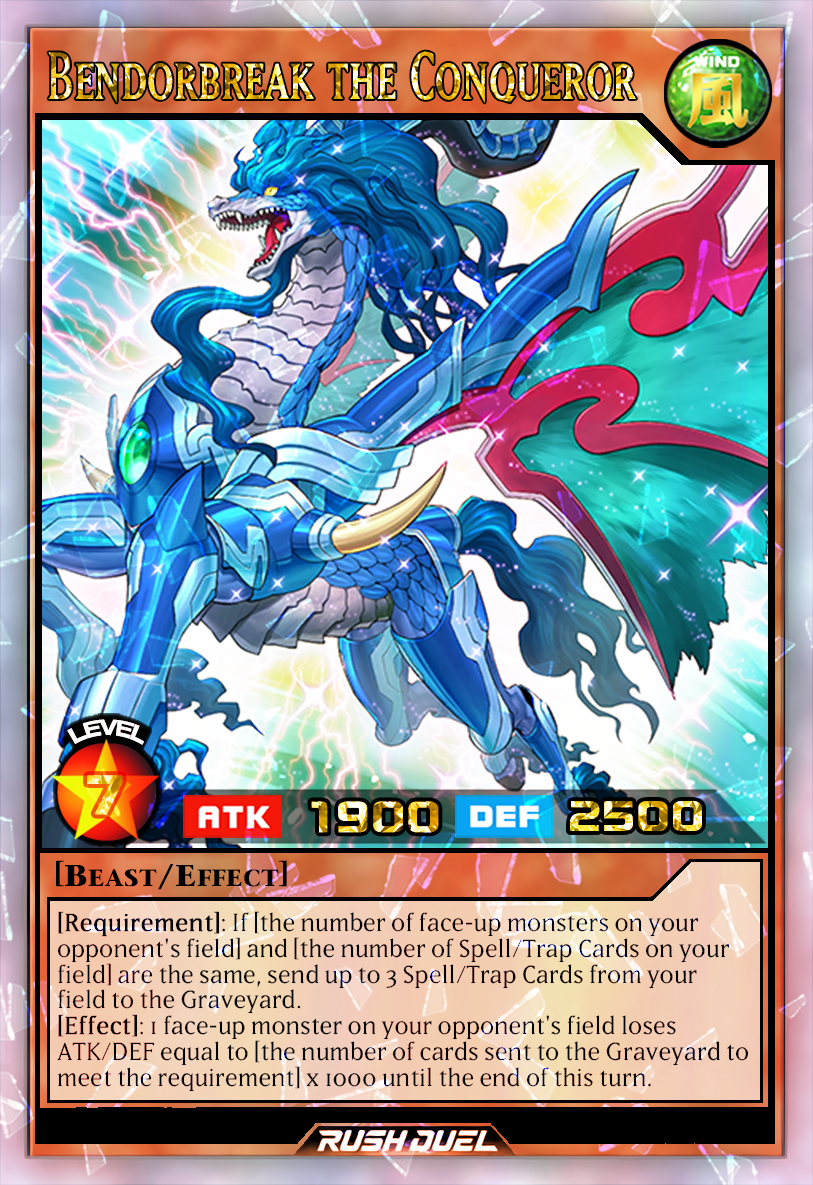 Bendorbreak the Conqueror
WIND
風
LEVEL
7
ATK 1900 DEF 2500
[Beast/Effect]
[Requirement]: If [the number of face-up monsters on your
opponent's field] and [the number of Spell/Trap Cards on your
field] are the same, send up to 3 Spell/Trap Cards from your
field to the Graveyard.
[Effect]: 1 face-up monster on your opponent's field loses
ATK/DEF equal to [the number of cards sent to the Graveyard to
meet the requirement] x 1000 until the end of this turn.
RUSH DUEL